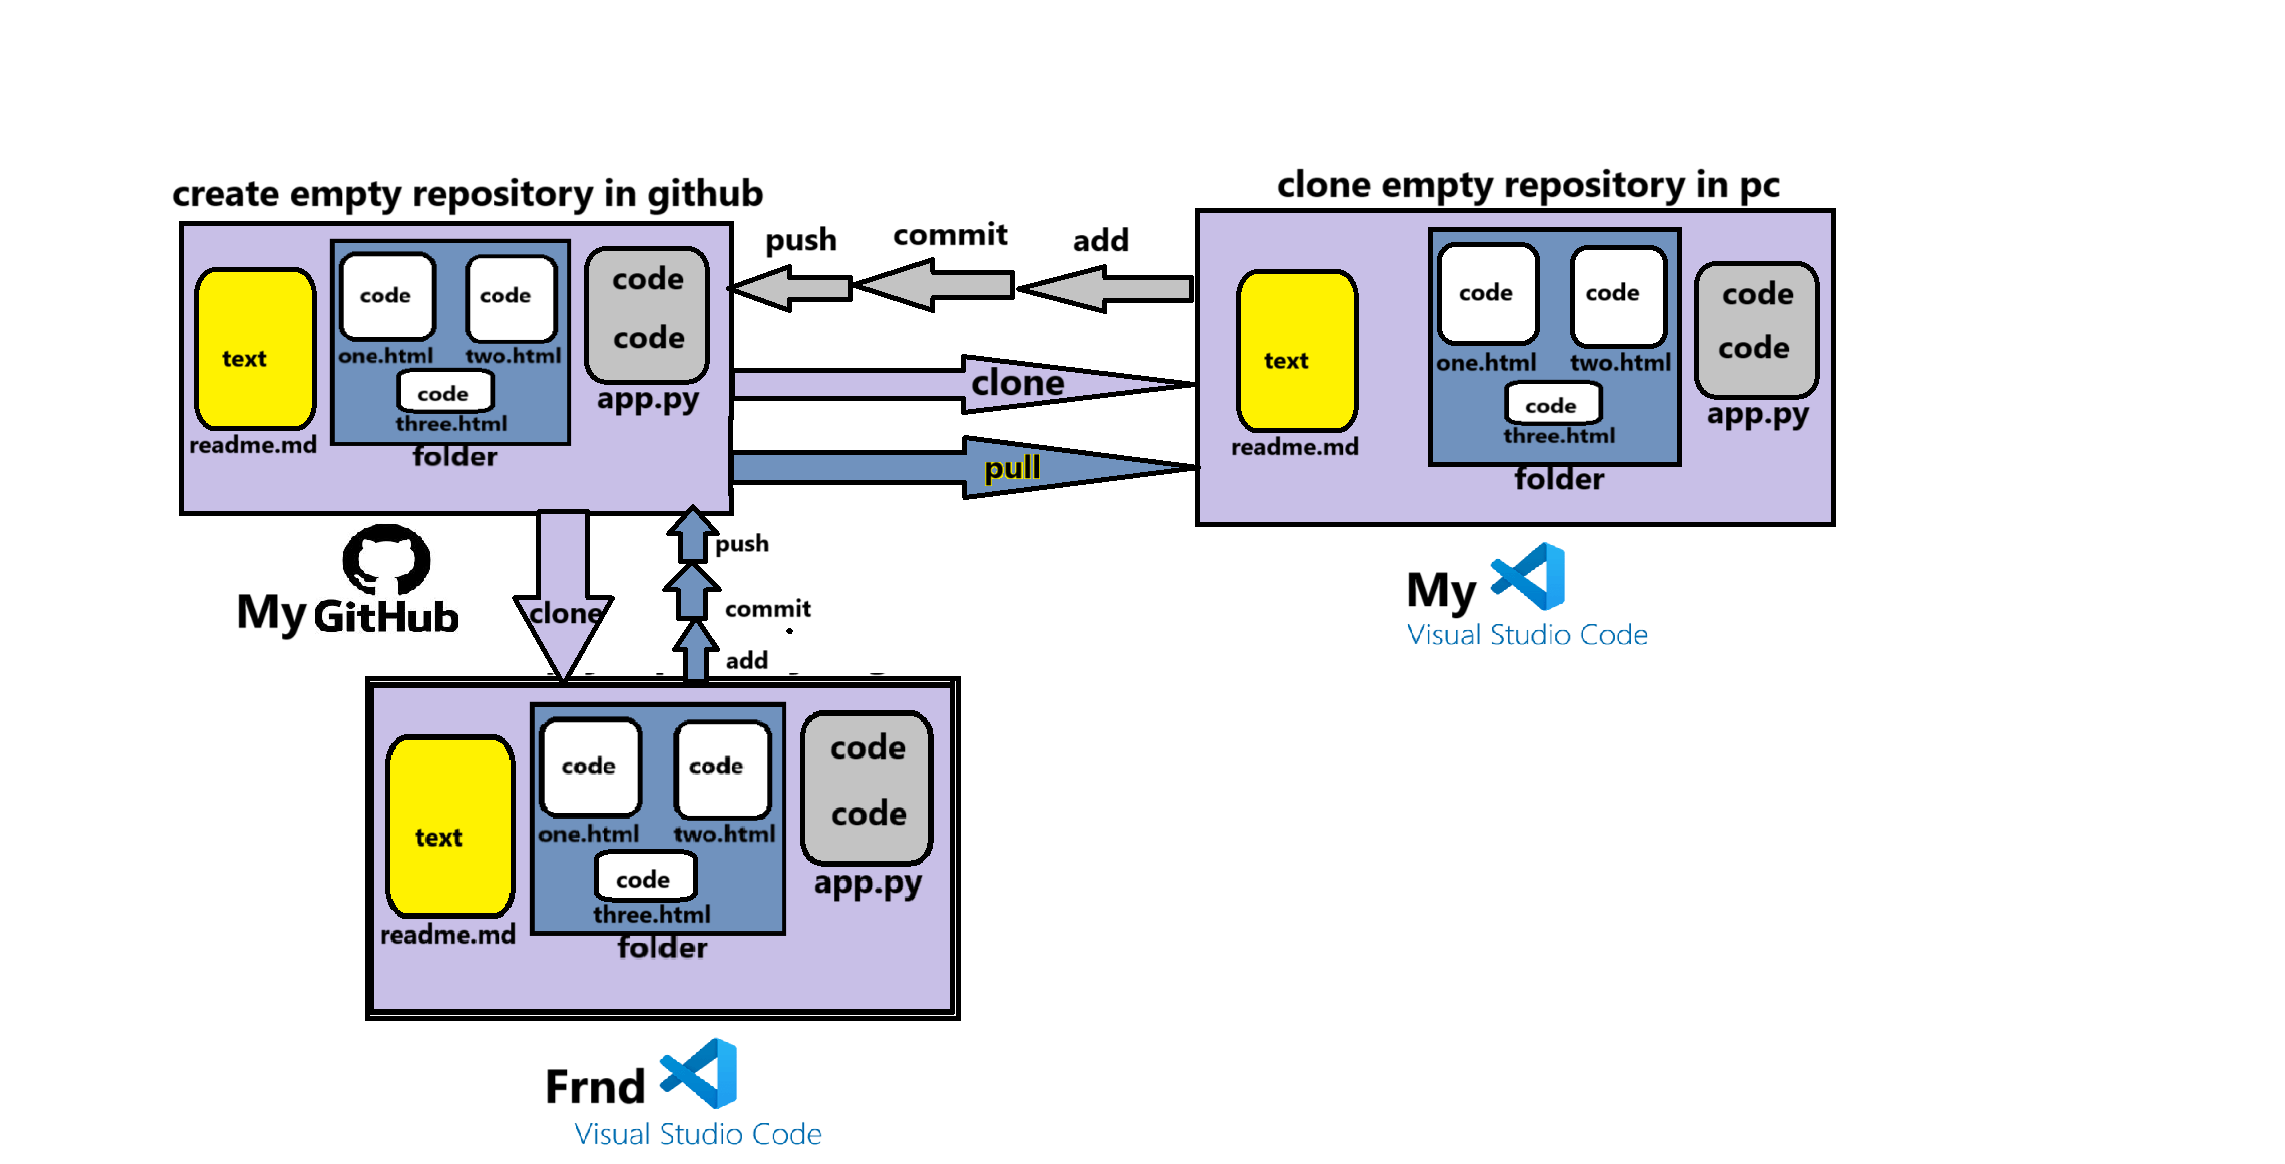 create empty repository in github
clone empty repository in pc
push
commit
add
text
readme.md
code
code
one.html
two.html
code
three.html
folder
code
code
app.py
clone
pull
text
readme.md
code
code
one.html
two.html
code
three.html
folder
code
code
app.py
My GitHub
clone
push
commit
add
My
Visual Studio Code
text
readme.md
code
code
one.html
two.html
code
three.html
folder
code
code
app.py
Frnd
Visual Studio Code